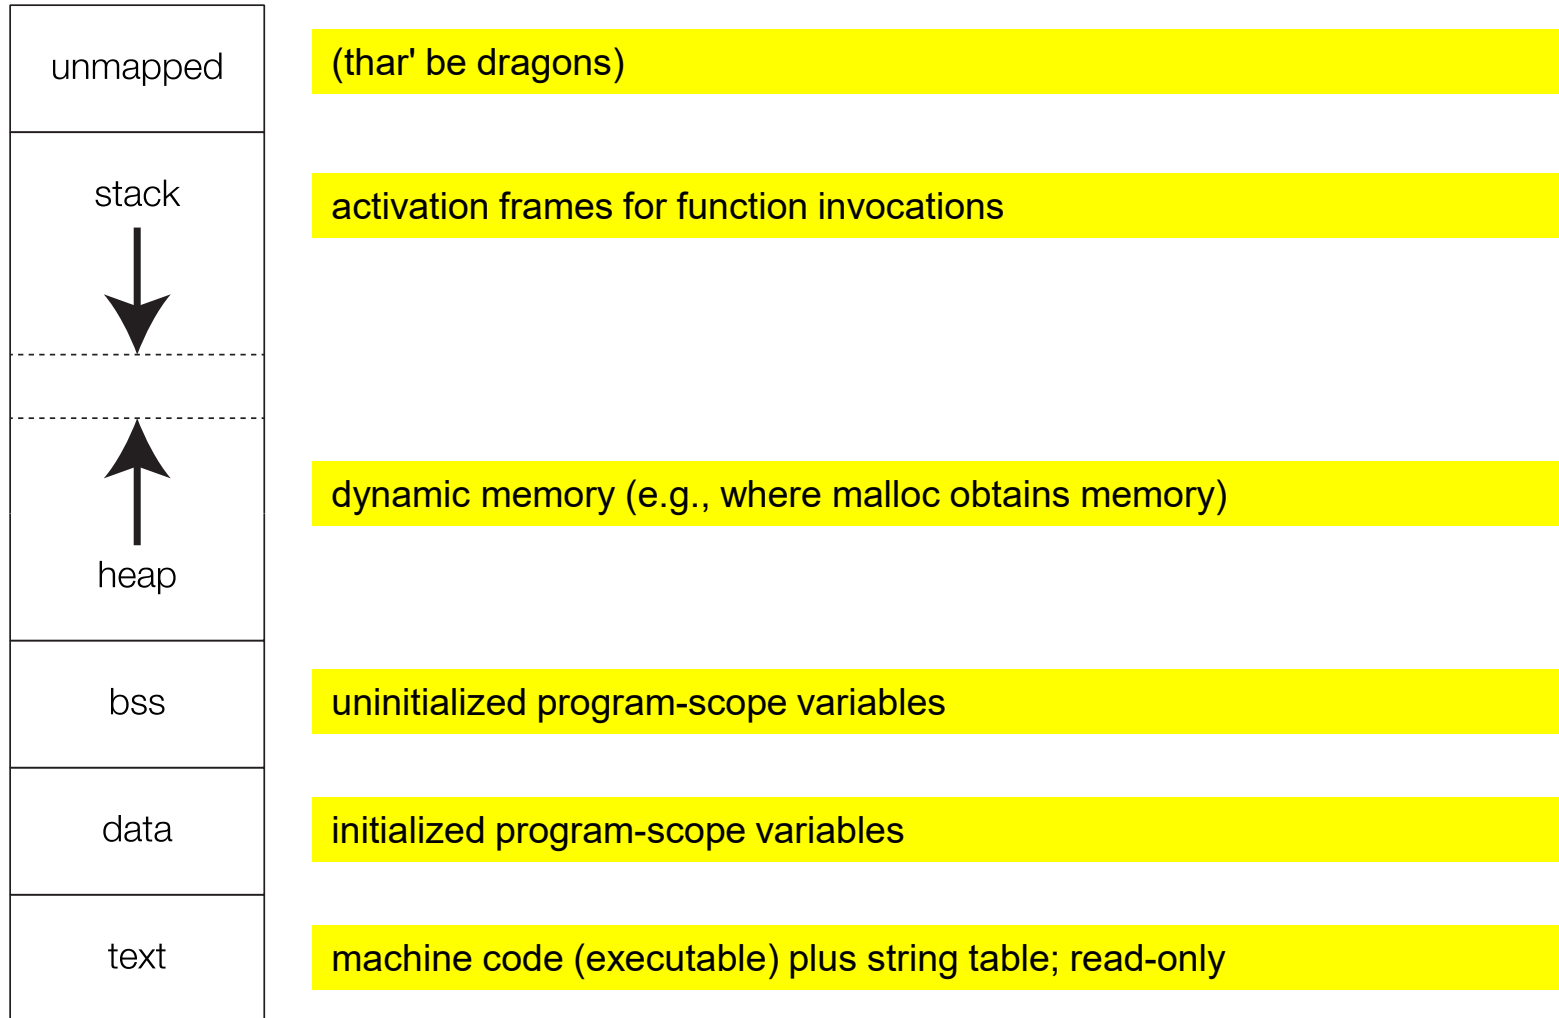 unmapped
(thar' be dragons)
stack
activation frames for function invocations
dynamic memory (e.g., where malloc obtains memory)
heap
bss
uninitialized program-scope variables
data
initialized program-scope variables
text
machine code (executable) plus string table; read-only